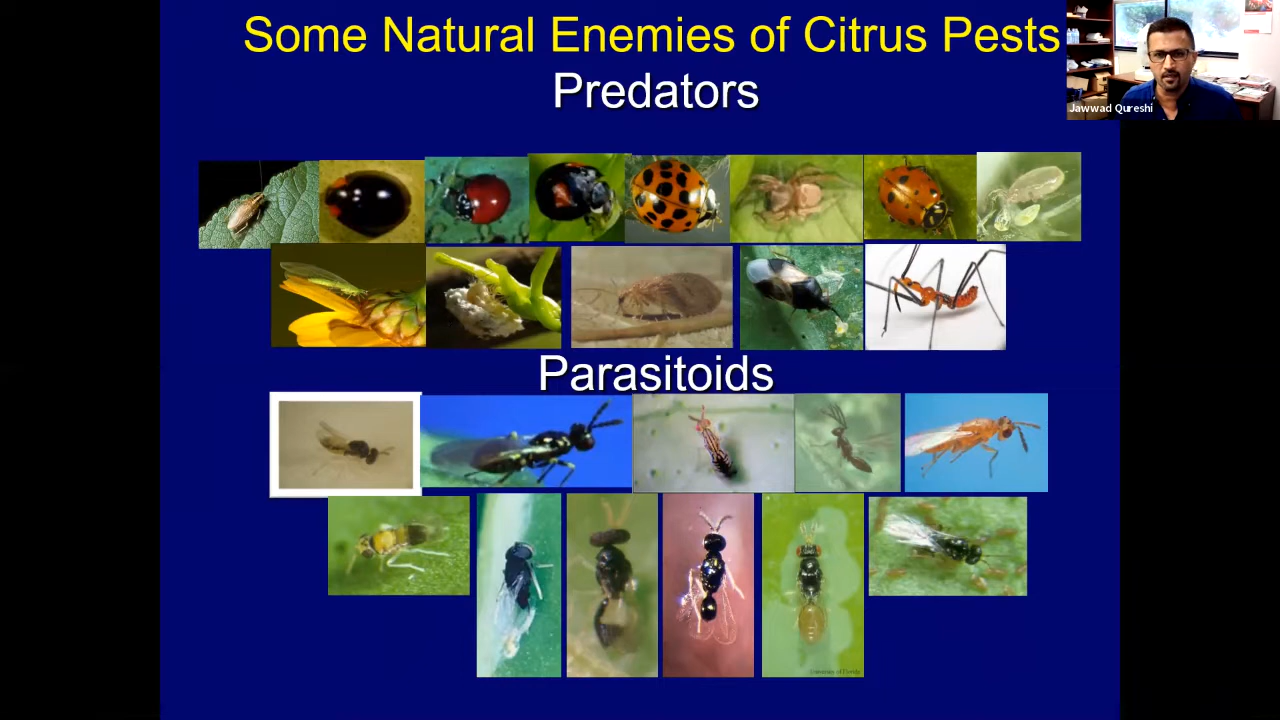 Some Natural Enemies of Citrus Pests
Predators
Jawwad Qureshi
Parasitoids
University of Florida